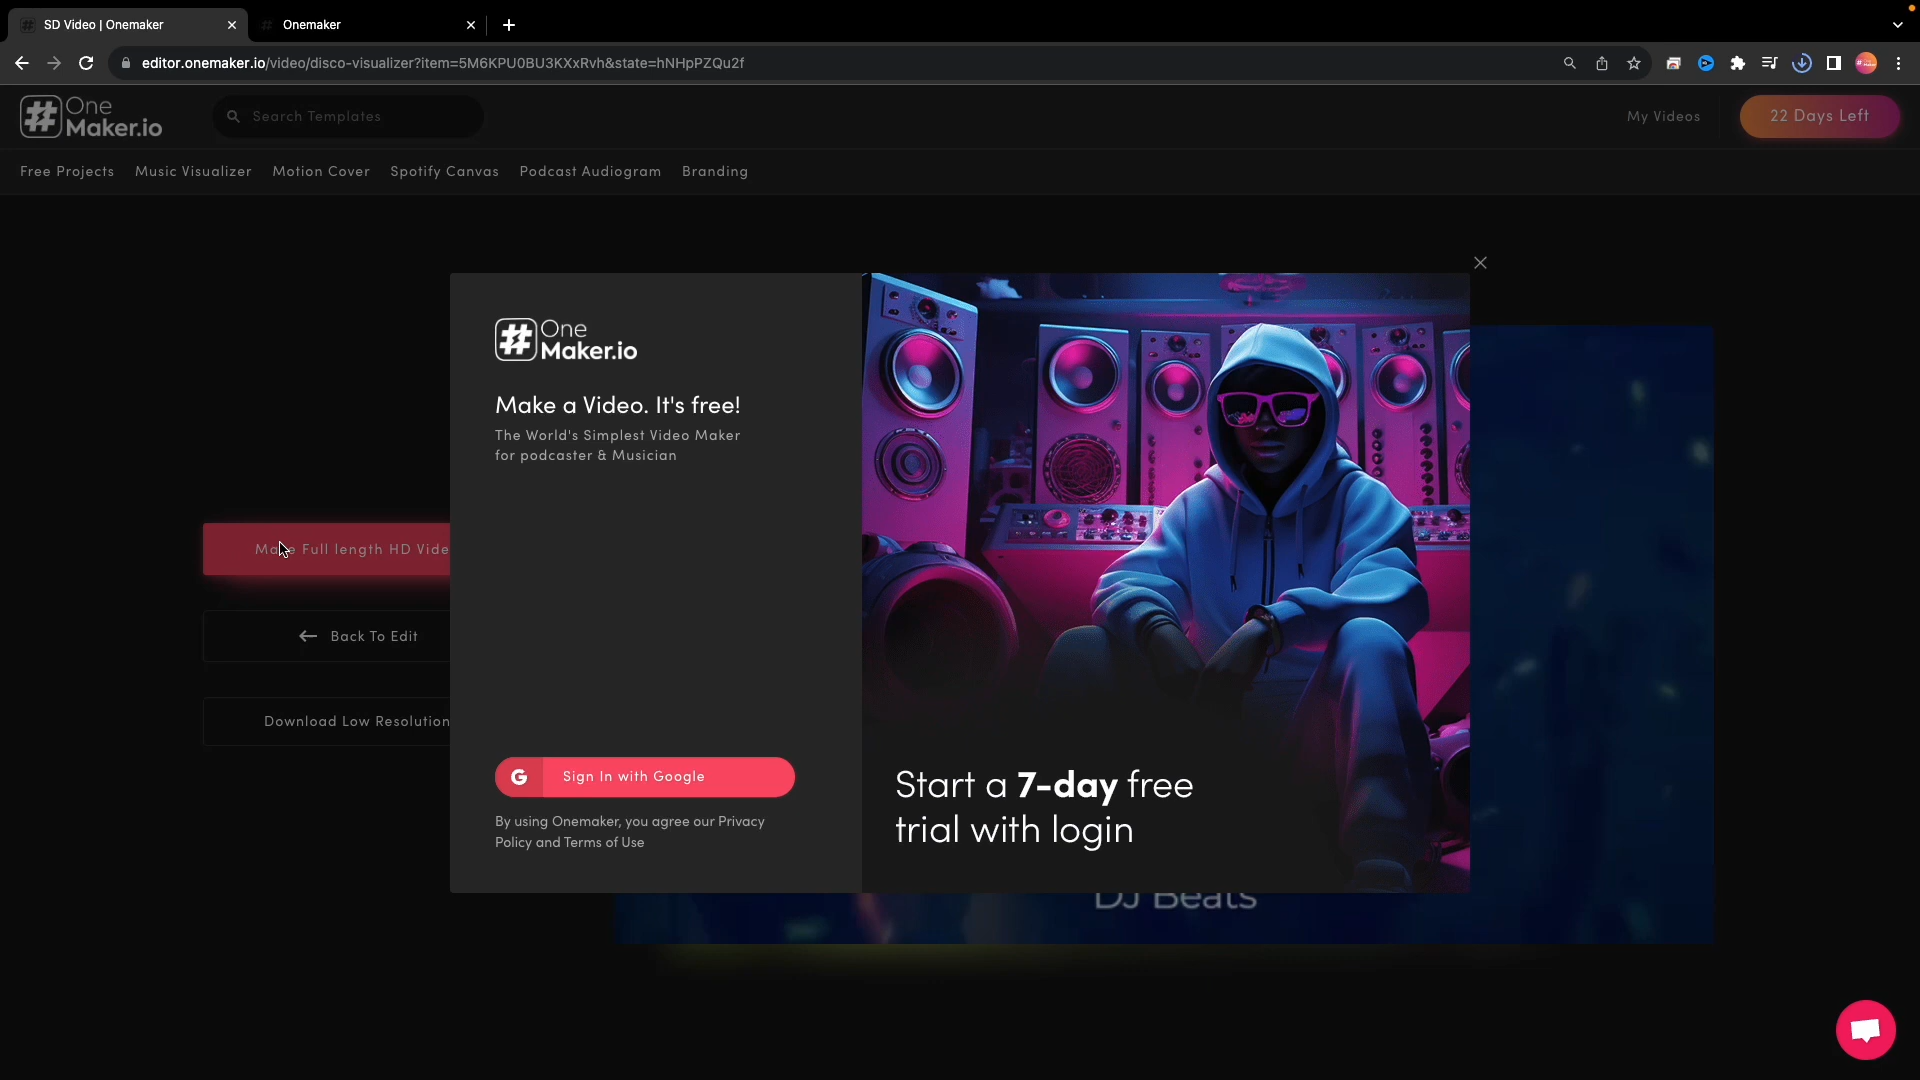 SD Video | Onemaker
Onemaker
editor.onemaker.io/video/disco-visualizer?item=5M6KPU0BU3KXxRvh&state=hNHpPZQu2f
One
Maker.io
Search Templates
My Videos
22 Days Left
Free Projects
Music Visualizer
Motion Cover
Spotify Canvas
Podcast Audiogram
Branding
One
Maker.io
Make a Video. It's free!
The World's Simplest Video Maker
for podcaster & Musician
Make Full length HD Vide
Back To Edit
Download Low Resolution
G Sign In with Google
By using Onemaker, you agree our Privacy
Policy and Terms of Use
Start a 7-day free
trial with login
DJ Beats